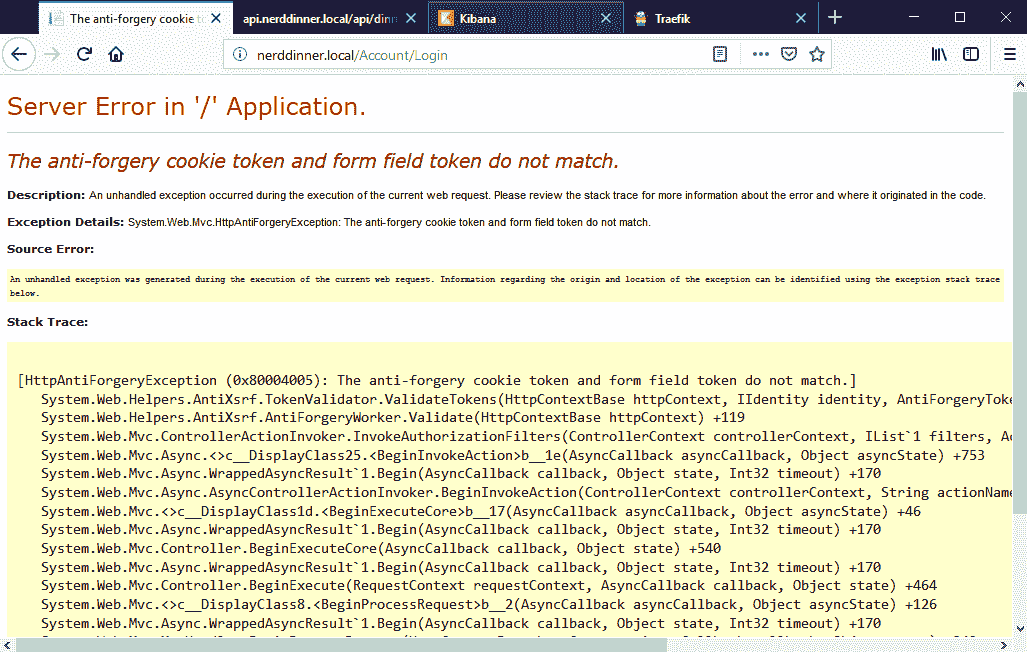 The anti-forgery cookie t
api.nerddinner.local/api/dinn
Kibana
Traefik
nerddinner.local/Account/Login
Server Error in '/' Application.
The anti-forgery cookie token and form field token do not match.
Description: An unhandled exception occurred during the execution of the current web request. Please review the stack trace for more information about the error and where it originated in the code.
Exception Details: System.Web.Mvc.HttpAntiForgeryException: The anti-forgery cookie token and form field token do not match.
Source Error:
An unhandled exception was generated during the execution of the current web request. Information regarding the origin and location of the exception can be identified using the exception stack trace
below.
Stack Trace:
[HttpAntiForgeryException (0x80004005): The anti-forgery cookie token and form field token do not match.]
System.Web.Helpers.AntiXsrf.TokenValidator.ValidateTokens(HttpContextBase httpContext, IIdentity identity, AntiForgeryToke
System.Web.Helpers.AntiXsrf.AntiForgeryWorker.Validate(HttpContextBase httpContext) +119
System.Web.Mvc.ControllerActionInvoker.InvokeAuthorizationFilters(ControllerContext controllerContext, IList`1 filters, Ac
System.Web.Mvc.Async.<>c__DisplayClass25.<BeginInvokeAction>b__1e(AsyncCallback asyncCallback, Object asyncState) +753
System.Web.Mvc.Async.WrappedAsyncResult`1.Begin(AsyncCallback callback, Object state, Int32 timeout) +170
System.Web.Mvc.Async.AsyncControllerActionInvoker.BeginInvokeAction(ControllerContext controllerContext, String actionName
System.Web.Mvc.<>c__DisplayClass1d.<BeginExecuteCore>b__17(AsyncCallback asyncCallback, Object asyncState) +46
System.Web.Mvc.Async.WrappedAsyncResult`1.Begin(AsyncCallback callback, Object state, Int32 timeout) +170
System.Web.Mvc.Controller.BeginExecuteCore(AsyncCallback callback, Object state) +540
System.Web.Mvc.Async.WrappedAsyncResult`1.Begin(AsyncCallback callback, Object state, Int32 timeout) +170
System.Web.Mvc.Controller.BeginExecute(RequestContext requestContext, AsyncCallback callback, Object state) +464
System.Web.Mvc.<>c__DisplayClass8.<BeginProcessRequest>b__2(AsyncCallback asyncCallback, Object asyncState) +126
System.Web.Mvc.Async.WrappedAsyncResult`1.Begin(AsyncCallback callback, Object state, Int32 timeout) +170